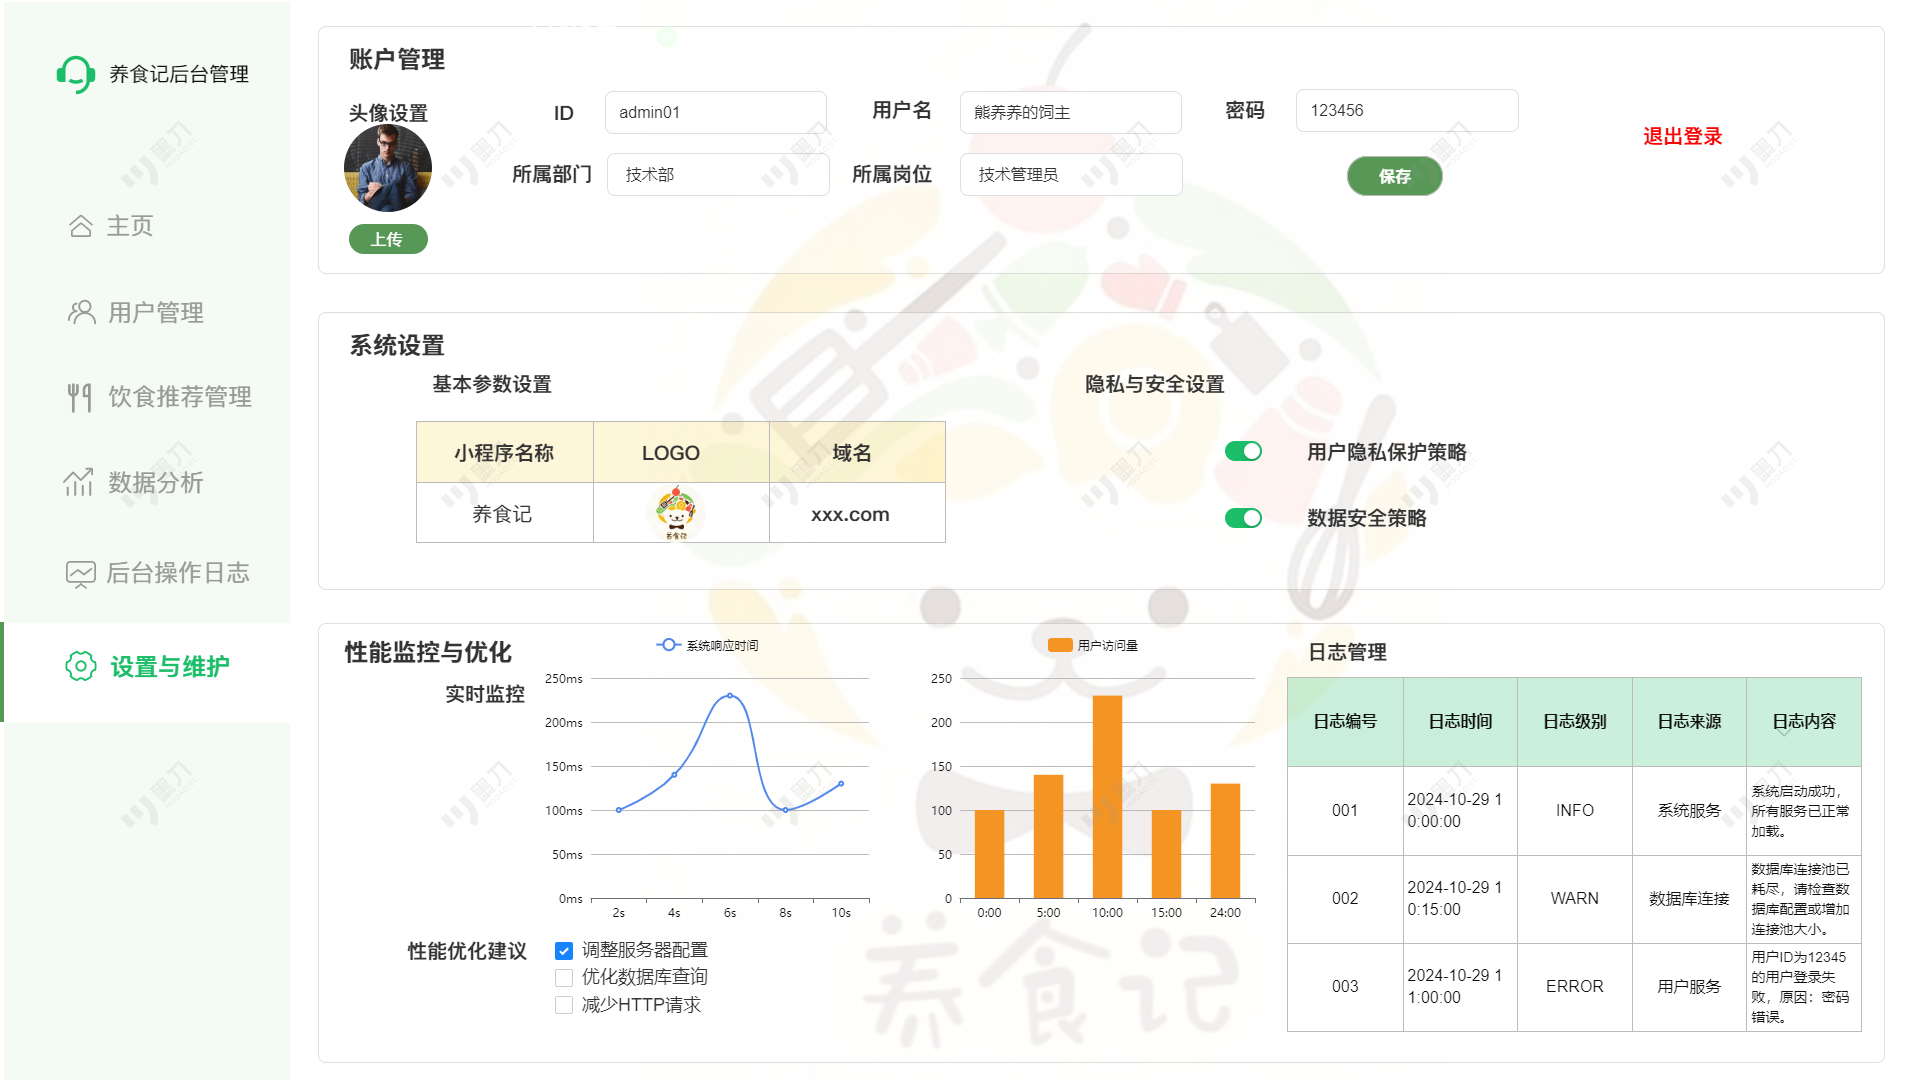 养食记后台管理
主页
用户管理
饮食推荐管理
数据分析
后台操作日志
设置与维护
账户管理
头像设置
上传
ID
admin01
用户名
熊养养的饲主
密码
123456
所属部门
技术部
所属岗位
技术管理员
保存
退出登录
系统设置
基本参数设置
小程序名称 LOGO 域名
养食记 养食记 xxx.com
隐私与安全设置
用户隐私保护策略
数据安全策略
性能监控与优化
实时监控
系统响应时间
250ms
200ms
150ms
100ms
50ms
0ms
2s 4s 6s 8s 10s
用户访问量
250
200
150
100
50
0
0:00 5:00 10:00 15:00 24:00
性能优化建议
调整服务器配置
优化数据库查询
减少HTTP请求
日志管理
日志编号 日志时间 日志级别 日志来源 日志内容
001
2024-10-29 1
0:00:00
INFO
系统服务
系统启动成功，
所有服务已正常
加载。
002
2024-10-29 1
0:15:00
WARN
数据库连接
数据库连接池已
耗尽，请检查数
据库配置或增加
连接池大小。
003
2024-10-29 1
1:00:00
ERROR
用户服务
用户ID为12345
的用户登录失
败，原因：密码
错误。
养食记
墨刀
MODAO.CC